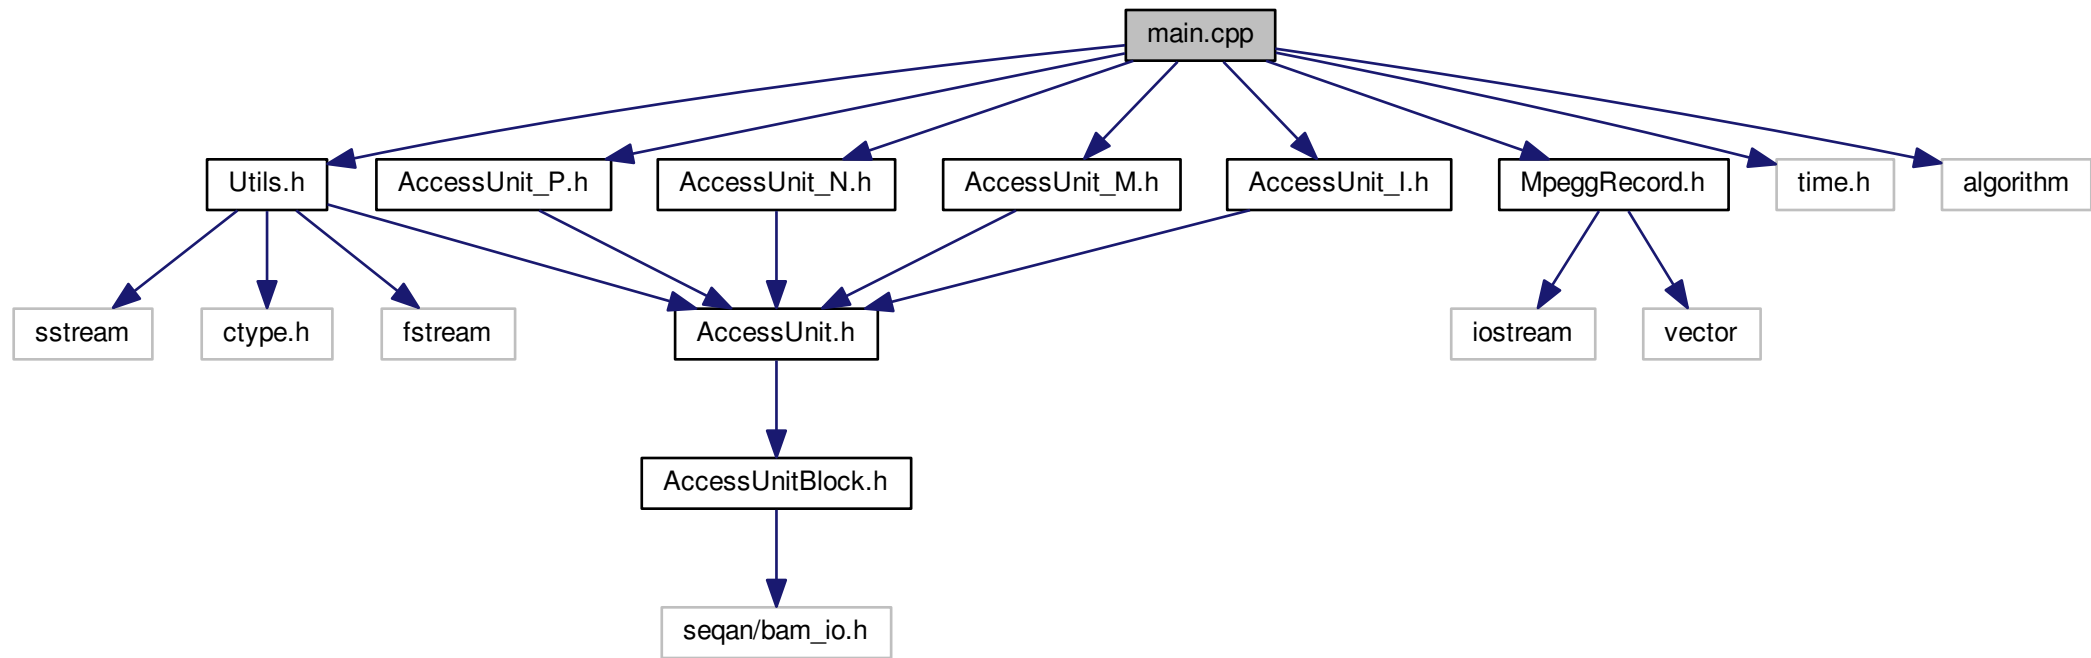 main.cpp
Utils.h
AccessUnit_P.h
AccessUnit_N.h
AccessUnit_M.h
AccessUnit_I.h
MpeggRecord.h
time.h
algorithm
sstream
ctype.h
fstream
AccessUnit.h
iostream
vector
AccessUnitBlock.h
seqan/bam_io.h